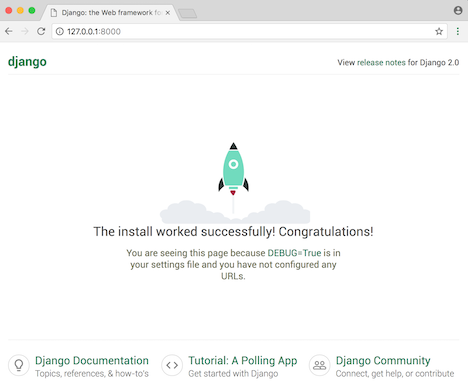 Django: the Web framework fo
127.0.0.1:8000
django
View release notes for Django 2.0
The install worked successfully! Congratulations!
You are seeing this page because DEBUG=True is in
your settings file and you have not configured any
URLs.
Django Documentation
Topics, references, & how-to's
Tutorial: A Polling App
Get started with Django
Django Community
Connect, get help, or contribute